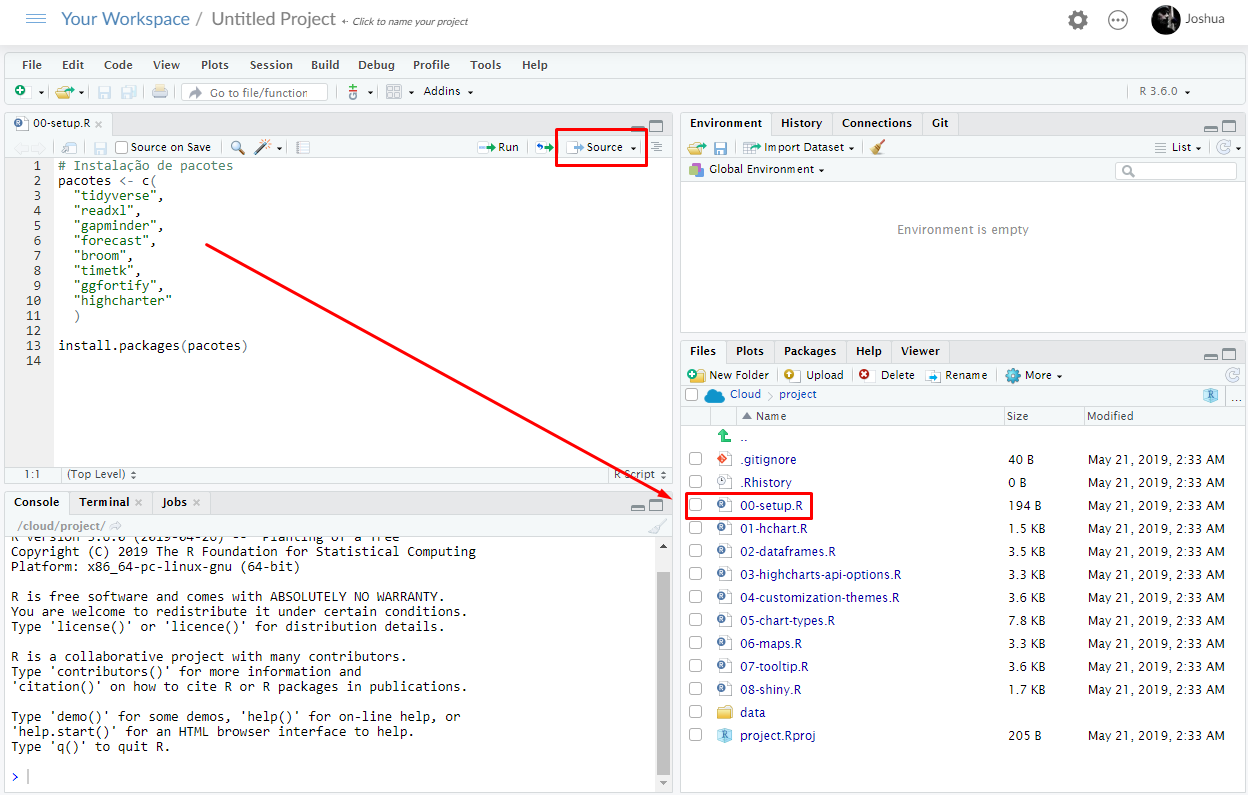 Your Workspace / Untitled Project ← Click to name your project
Joshua
File Edit Code View Plots Session Build Debug Profile Tools Help
Go to file/function Addins R 3.6.0
00-setup.R
Source on Save Run Source
1 # Instalação de pacotes
2 pacotes <- c(
3 "tidyverse",
4 "readxl",
5 "gapminder",
6 "forecast",
7 "broom",
8 "timetk",
9 "ggfortify",
10 "highcharter"
11 )
12
13 install.packages(pacotes)
14
1:1 (Top Level) R Script
Console Terminal Jobs
/cloud/project/
R version 3.6.0 (2019-04-26) -- "Planting of a Tree"
Copyright (C) 2019 The R Foundation for Statistical Computing
Platform: x86_64-pc-linux-gnu (64-bit)
R is free software and comes with ABSOLUTELY NO WARRANTY.
You are welcome to redistribute it under certain conditions.
Type 'license()' or 'licence()' for distribution details.
R is a collaborative project with many contributors.
Type 'contributors()' for more information and
'citation()' on how to cite R or R packages in publications.
Type 'demo()' for some demos, 'help()' for on-line help, or
'help.start()' for an HTML browser interface to help.
Type 'q()' to quit R.
>
Environment History Connections Git
Import Dataset List
Global Environment
Environment is empty
Files Plots Packages Help Viewer
New Folder Upload Delete Rename More
Cloud project ...
Name Size Modified
..
.gitignore 40 B May 21, 2019, 2:33 AM
.Rhistory 0 B May 21, 2019, 2:33 AM
00-setup.R 194 B May 21, 2019, 2:33 AM
01-hchart.R 1.5 KB May 21, 2019, 2:33 AM
02-dataframes.R 3.5 KB May 21, 2019, 2:33 AM
03-highcharts-api-options.R 3.3 KB May 21, 2019, 2:33 AM
04-customization-themes.R 3.6 KB May 21, 2019, 2:33 AM
05-chart-types.R 7.8 KB May 21, 2019, 2:33 AM
06-maps.R 3.3 KB May 21, 2019, 2:33 AM
07-tooltip.R 3.6 KB May 21, 2019, 2:33 AM
08-shiny.R 1.7 KB May 21, 2019, 2:33 AM
data
project.Rproj 205 B May 21, 2019, 2:33 AM